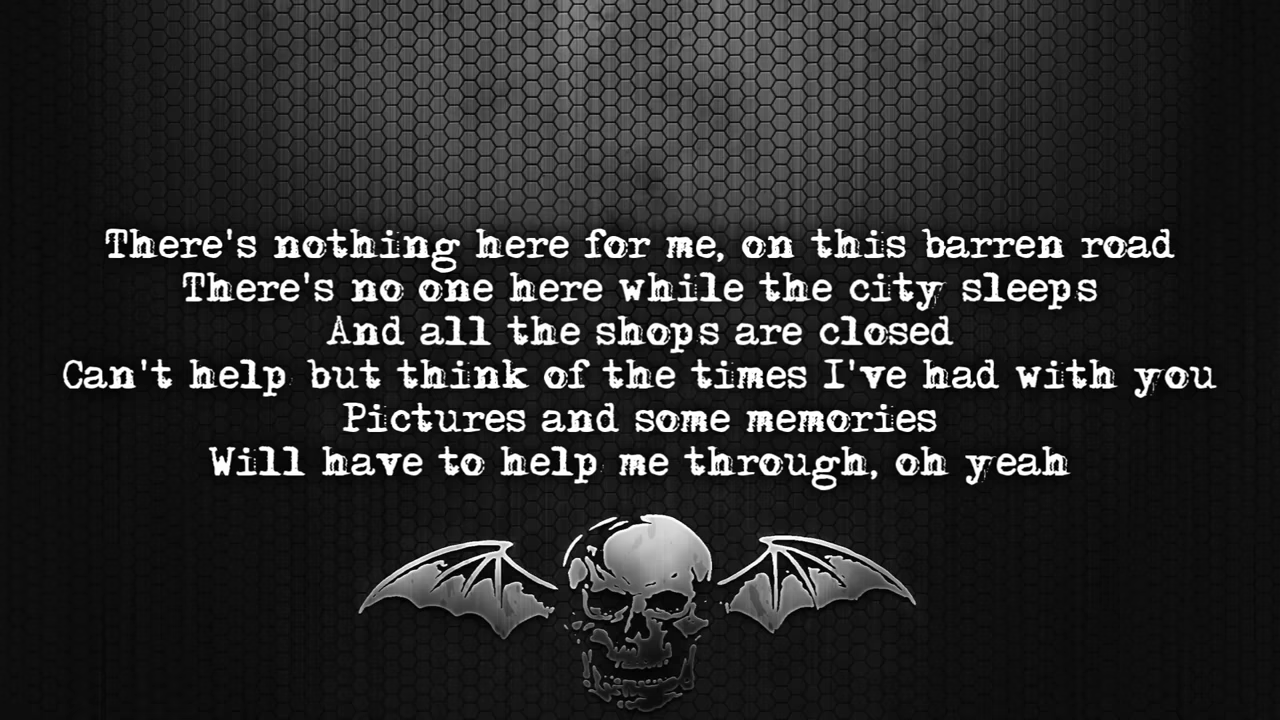 There's nothing here for me, on this barren road
There's no one here while the city sleeps
And all the shops are closed
Can't help but think of the times I've had with you
Pictures and some memories
Will have to help me through, oh yeah